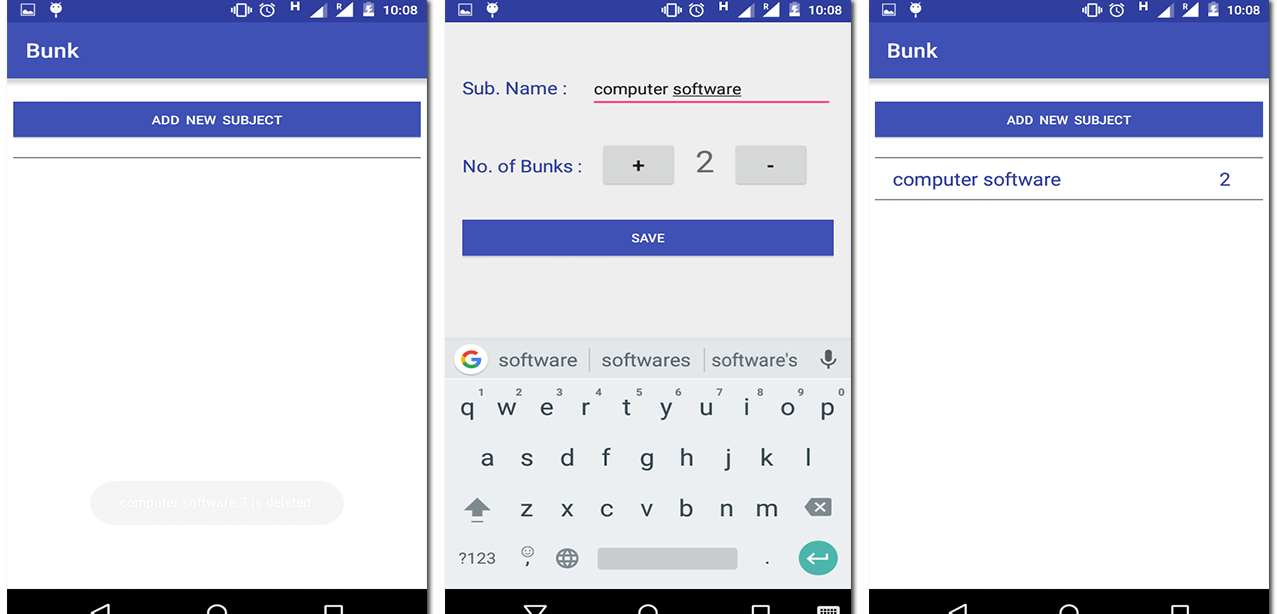 H R 10:08
Bunk
ADD NEW SUBJECT
computer software 3 is deleted.
H R 10:08
Sub. Name : computer software
No. of Bunks : + 2 -
SAVE
G software softwares software's
1 2 3 4 5 6 7 8 9 0
q w e r t y u i o p
a s d f g h j k l
z x c v b n m
?123 , .
H R 10:08
Bunk
ADD NEW SUBJECT
computer software 2